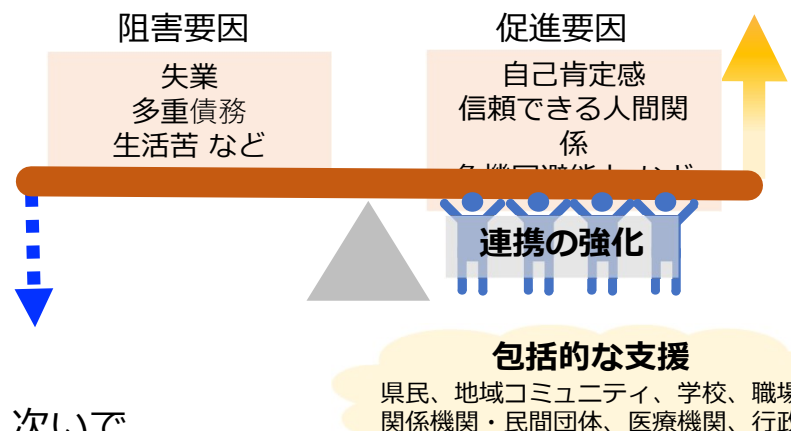 阻害要因
促進要因
失業
多重債務
生活苦 など
自己肯定感
信頼できる人間関
係
連携の強化
包括的な支援
県民、地域コミュニティ、学校、職場
関係機関・民間団体、医療機関、行政
次いで